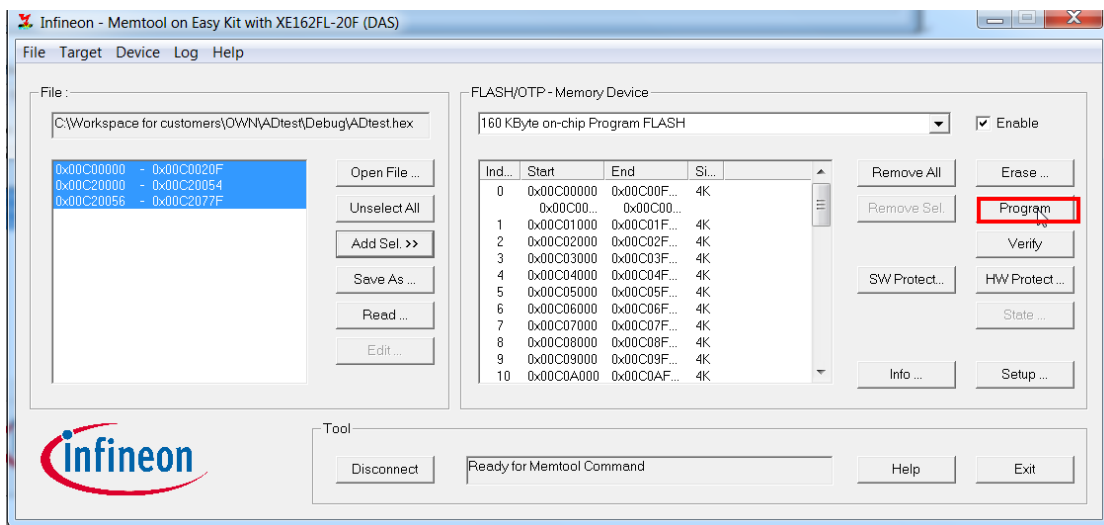 Infineon - Memtool on Easy Kit with XE162FL-20F (DAS)
File Target Device Log Help
File :
C:\Workspace for customers\OWN\ADtest\Debug\ADtest.hex
0x00C00000 - 0x00C0020F
0x00C20000 - 0x00C20054
0x00C20056 - 0x00C2077F
Open File ...
Unselect All
Add Sel. >>
Save As ...
Read ...
Edit ...
FLASH/OTP - Memory Device
160 KByte on-chip Program FLASH
Enable
Ind... Start End Si...
0 0x00C00000 0x00C00F... 4K
0x00C00... 0x00C00...
1 0x00C01000 0x00C01F... 4K
2 0x00C02000 0x00C02F... 4K
3 0x00C03000 0x00C03F... 4K
4 0x00C04000 0x00C04F... 4K
5 0x00C05000 0x00C05F... 4K
6 0x00C06000 0x00C06F... 4K
7 0x00C07000 0x00C07F... 4K
8 0x00C08000 0x00C08F... 4K
9 0x00C09000 0x00C09F... 4K
10 0x00C0A000 0x00C0AF... 4K
Remove All
Remove Sel.
SW Protect...
Info ...
Erase ...
Program
Verify
HW Protect ...
State ...
Setup ...
infineon
Tool
Disconnect
Ready for Memtool Command
Help
Exit